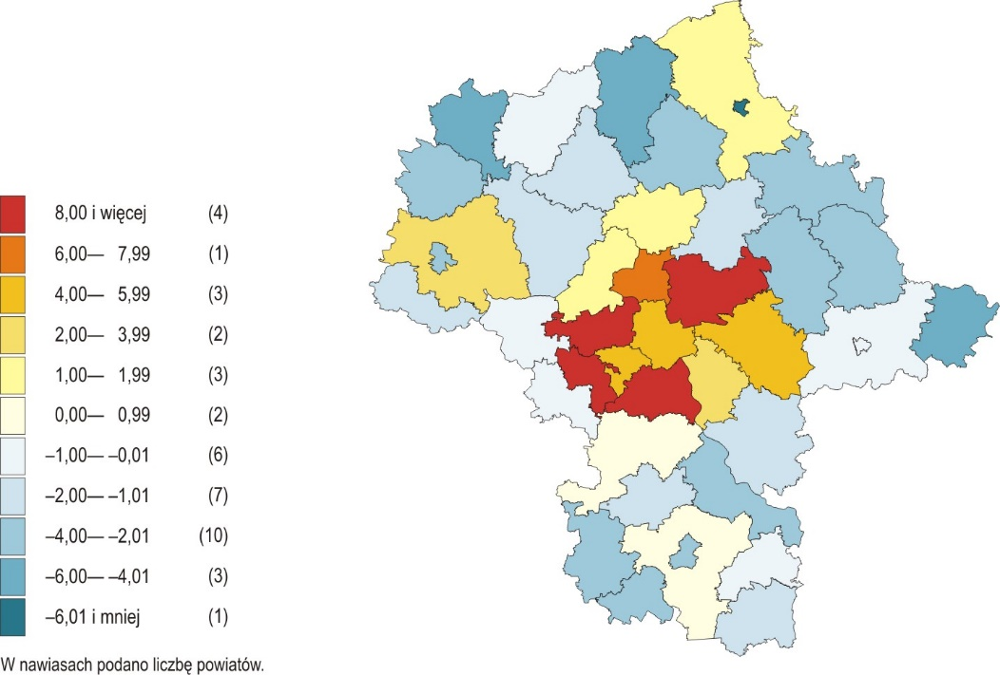 8,00 i więcej (4)
6,00— 7,99 (1)
4,00— 5,99 (3)
2,00— 3,99 (2)
1,00— 1,99 (3)
0,00— 0,99 (2)
–1,00— –0,01 (6)
–2,00— –1,01 (7)
–4,00— –2,01 (10)
–6,00— –4,01 (3)
–6,01 i mniej (1)
W nawiasach podano liczbę powiatów.